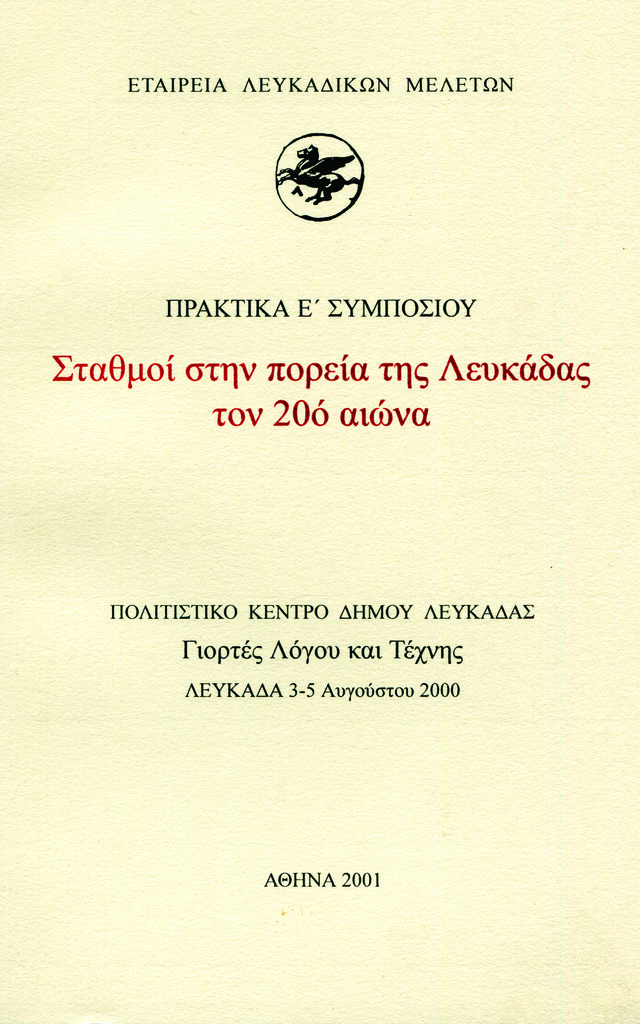 ΕΤΑΙΡΕΙΑ ΛΕΥΚΑΔΙΚΩΝ ΜΕΛΕΤΩΝ
Λ
ΠΡΑΚΤΙΚΑ Ε΄ ΣΥΜΠΟΣΙΟΥ
Σταθμοί στην πορεία της Λευκάδας
τον 20ό αιώνα
ΠΟΛΙΤΙΣΤΙΚΟ ΚΕΝΤΡΟ ΔΗΜΟΥ ΛΕΥΚΑΔΑΣ
Γιορτές Λόγου και Τέχνης
ΛΕΥΚΑΔΑ 3-5 Αυγούστου 2000
ΑΘΗΝΑ 2001